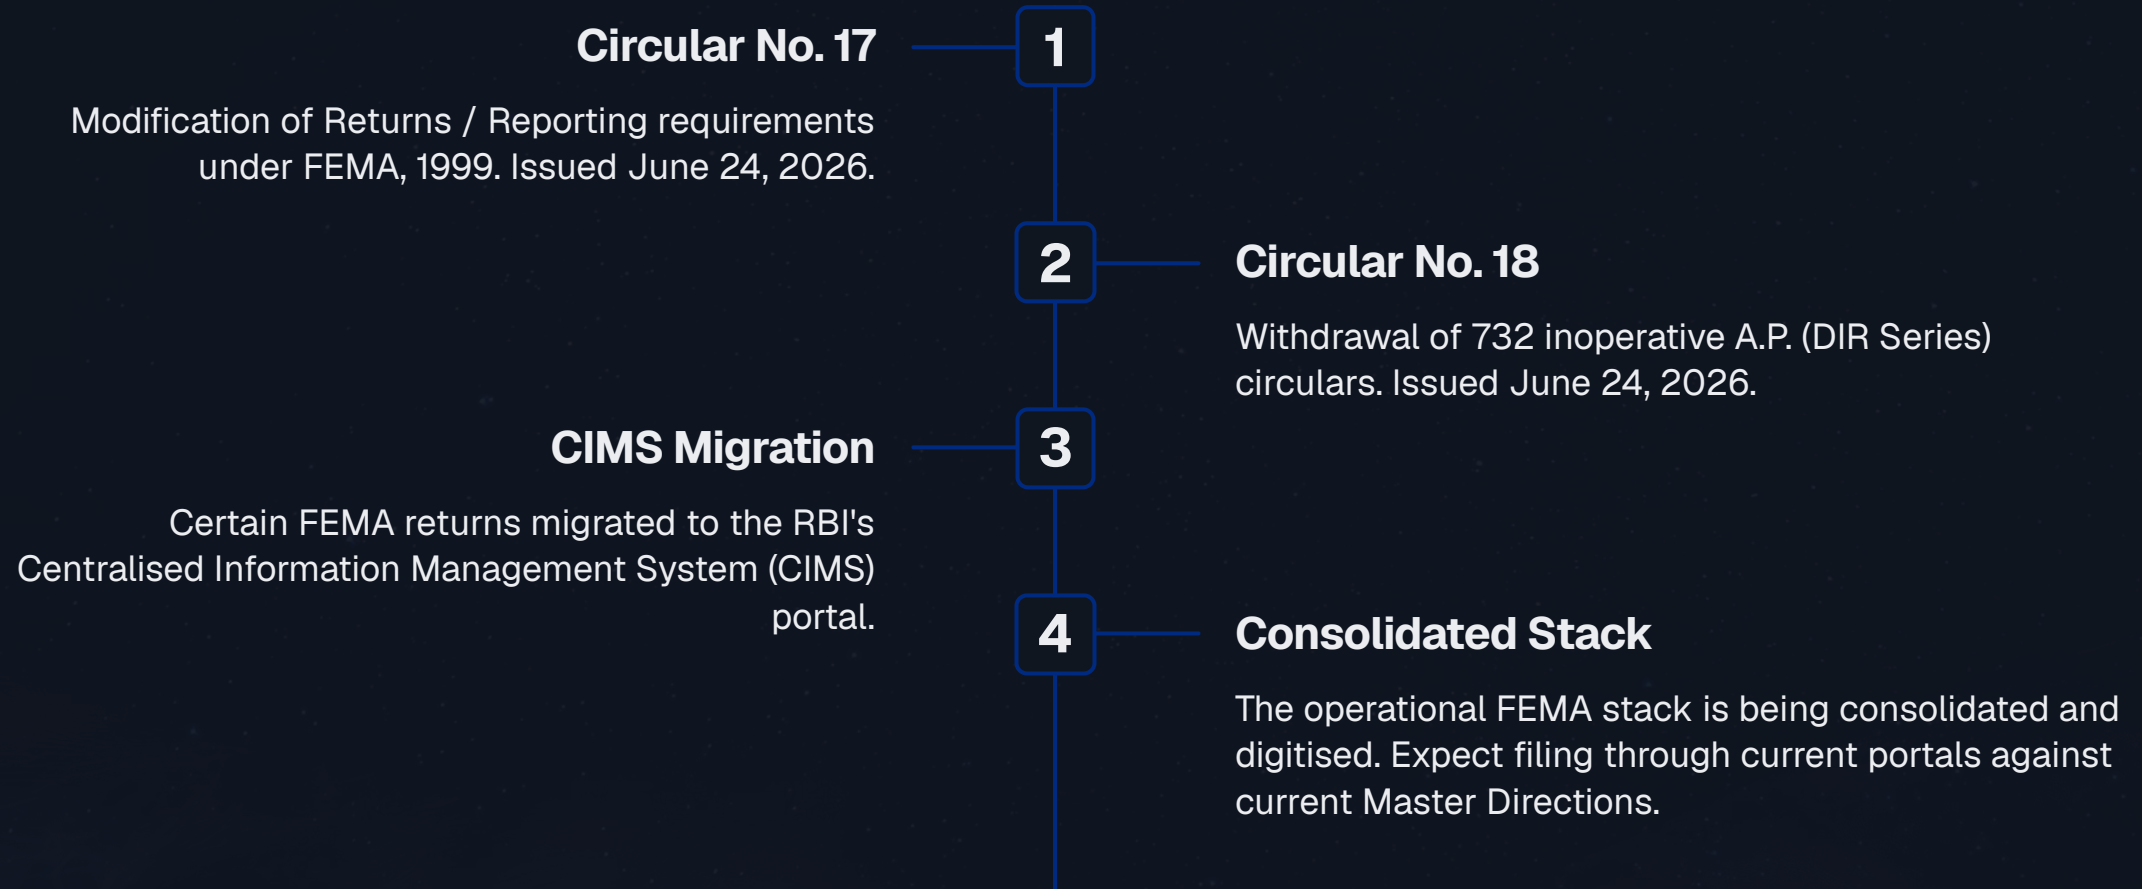 Circular No. 17
1
Modification of Returns / Reporting requirements
under FEMA, 1999. Issued June 24, 2026.
2
Circular No. 18
Withdrawal of 732 inoperative A.P. (DIR Series)
circulars. Issued June 24, 2026.
CIMS Migration
3
Certain FEMA returns migrated to the RBI's
Centralised Information Management System (CIMS)
portal.
4
Consolidated Stack
The operational FEMA stack is being consolidated and
digitised. Expect filing through current portals against
current Master Directions.